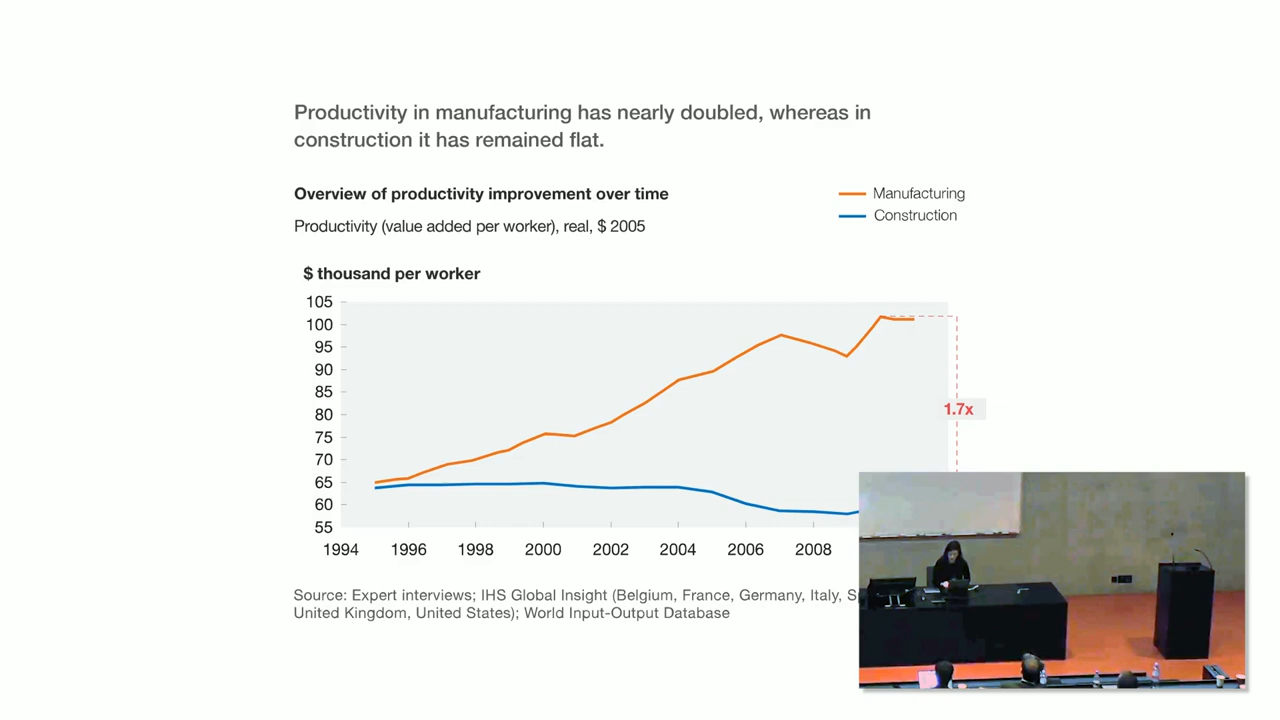 Productivity in manufacturing has nearly doubled, whereas in
construction it has remained flat.
Overview of productivity improvement over time
Productivity (value added per worker), real, $ 2005
Manufacturing
Construction
$ thousand per worker
105
100
95
90
85
80
75
70
65
60
55
1.7x
1994 1996 1998 2000 2002 2004 2006 2008
Source: Expert interviews; IHS Global Insight (Belgium, France, Germany, Italy,
United Kingdom, United States); World Input-Output Database